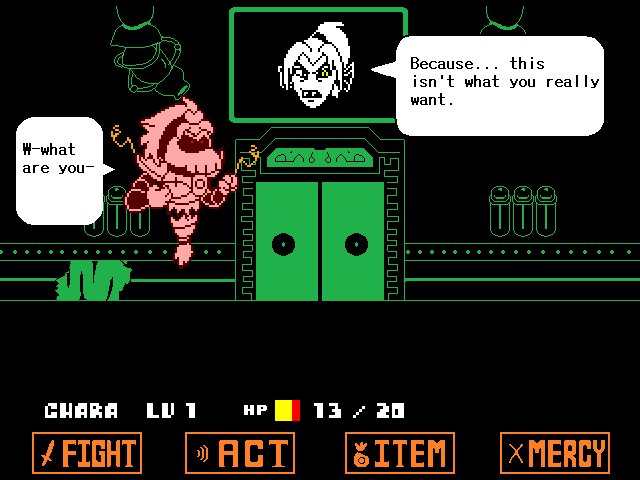 Because... this
isn't what you really
want.
W-what
are you-
CHARA LV 1 HP 13 / 20
FIGHT ACT ITEM MERCY